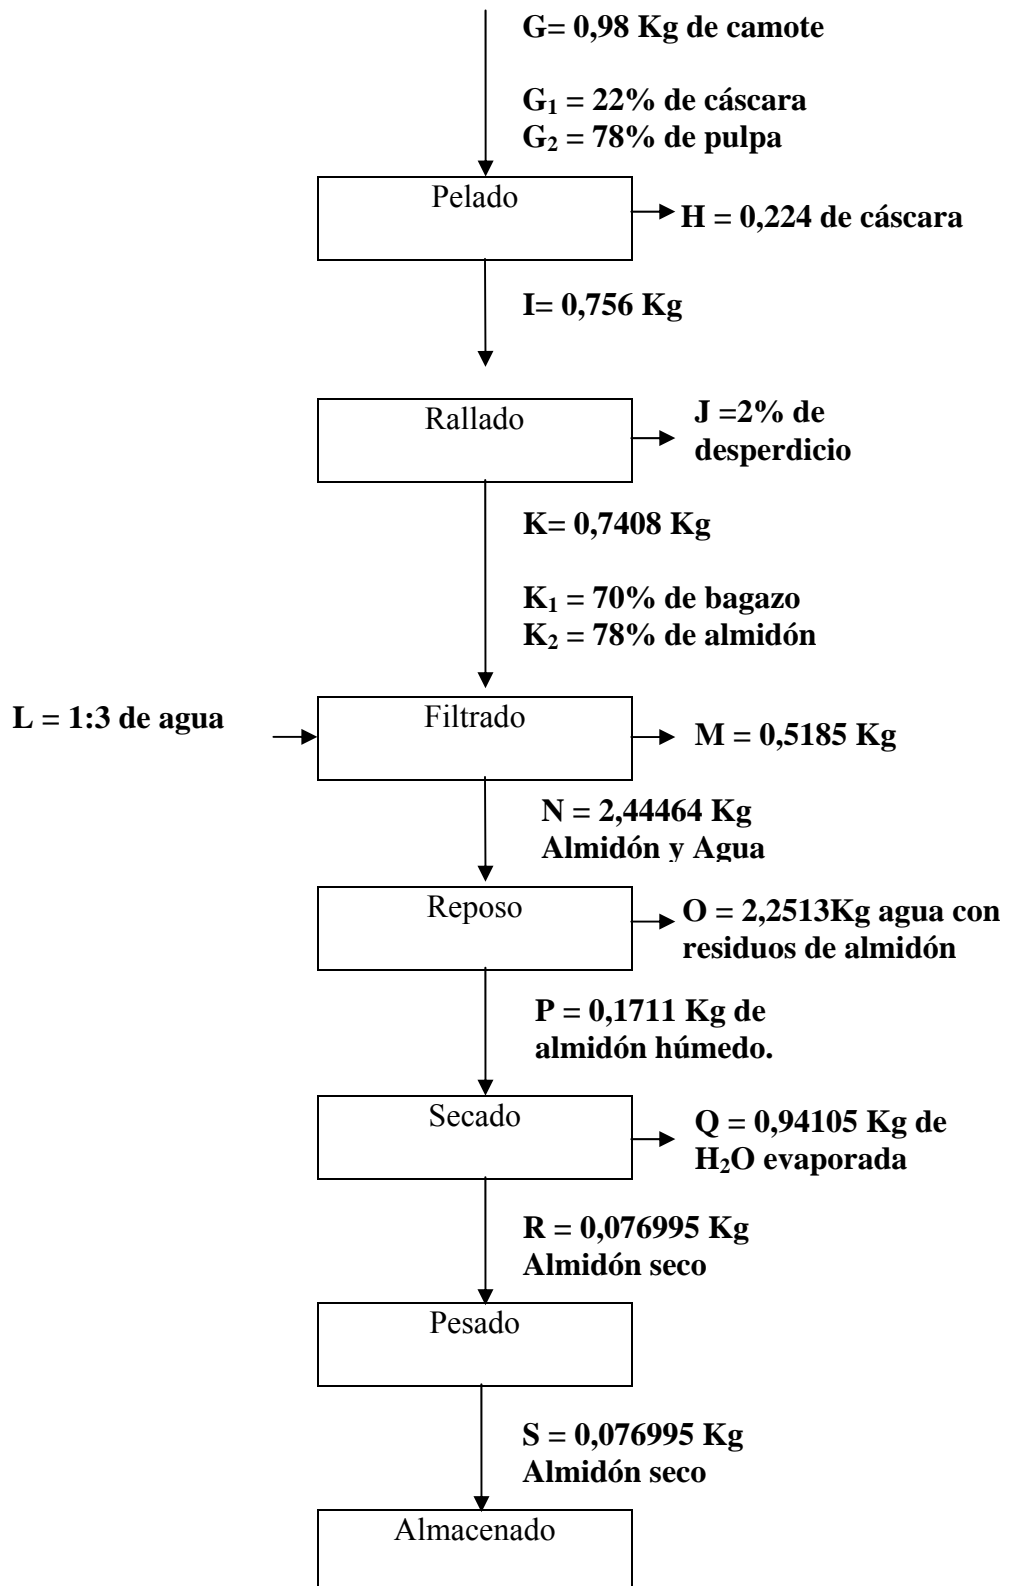 G= 0,98 Kg de camote
G₁ = 22% de cáscara
G₂ = 78% de pulpa
Pelado
H = 0,224 de cáscara
I= 0,756 Kg
Rallado
J =2% de
desperdicio
K= 0,7408 Kg
K₁ = 70% de bagazo
K₂ = 78% de almidón
L = 1:3 de agua
Filtrado
M = 0,5185 Kg
N = 2,44464 Kg
Almidón y Agua
Reposo
O = 2,2513Kg agua con
residuos de almidón
P = 0,1711 Kg de
almidón húmedo.
Secado
Q = 0,94105 Kg de
H₂O evaporada
R = 0,076995 Kg
Almidón seco
Pesado
S = 0,076995 Kg
Almidón seco
Almacenado